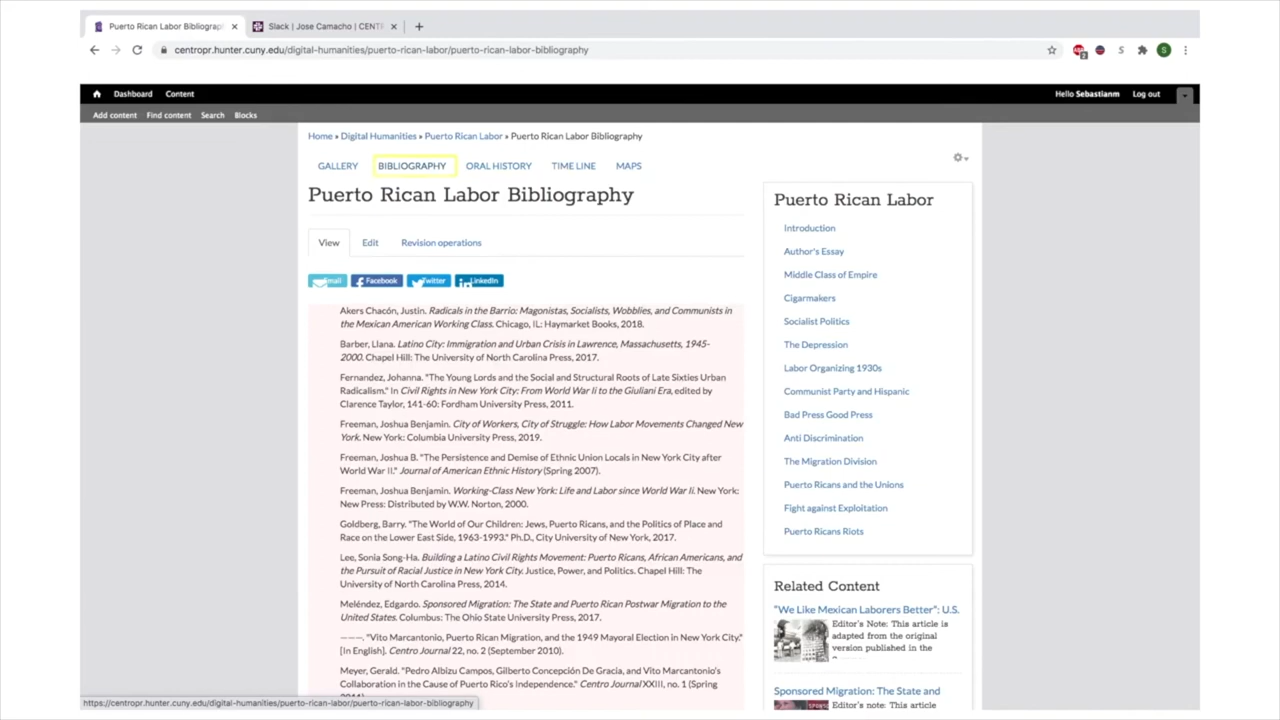 Puerto Rican Labor Bibliograp
Slack | Jose Camacho | CENT
centropr.hunter.cuny.edu/digital-humanities/puerto-rican-labor/puerto-rican-labor-bibliography
S
2
S
Dashboard Content
Hello Sebastianm Log out
Add content Find content Search Blocks
Home » Digital Humanities » Puerto Rican Labor » Puerto Rican Labor Bibliography
GALLERY BIBLIOGRAPHY ORAL HISTORY TIME LINE MAPS
Puerto Rican Labor Bibliography
View Edit Revision operations
Facebook Twitter LinkedIn
Akers Chacón, Justin. Radicals in the Barrio: Magonistas, Socialists, Wobblies, and Communists in
the Mexican American Working Class. Chicago, IL: Haymarket Books, 2018.
Barber, Llana. Latino City: Immigration and Urban Crisis in Lawrence, Massachusetts, 1945-
2000. Chapel Hill: The University of North Carolina Press, 2017.
Fernandez, Johanna. "The Young Lords and the Social and Structural Roots of Late Sixties Urban
Radicalism." In Civil Rights in New York City: From World War Ii to the Giuliani Era, edited by
Clarence Taylor, 141-60: Fordham University Press, 2011.
Freeman, Joshua Benjamin. City of Workers, City of Struggle: How Labor Movements Changed New
York. New York: Columbia University Press, 2019.
Freeman, Joshua B. "The Persistence and Demise of Ethnic Union Locals in New York City after
World War II." Journal of American Ethnic History (Spring 2007).
Freeman, Joshua Benjamin. Working-Class New York: Life and Labor since World War Ii. New York:
New Press: Distributed by W.W. Norton, 2000.
Goldberg, Barry. "The World of Our Children: Jews, Puerto Ricans, and the Politics of Place and
Race on the Lower East Side, 1963-1993." Ph.D., City University of New York, 2017.
Lee, Sonia Song-Ha. Building a Latino Civil Rights Movement: Puerto Ricans, African Americans, and
the Pursuit of Racial Justice in New York City. Justice, Power, and Politics. Chapel Hill: The
University of North Carolina Press, 2014.
Meléndez, Edgardo. Sponsored Migration: The State and Puerto Rican Postwar Migration to the
United States. Columbus: The Ohio State University Press, 2017.
———, "Vito Marcantonio, Puerto Rican Migration, and the 1949 Mayoral Election in New York City."
[In English]. Centro Journal 22, no. 2 (September 2010).
Meyer, Gerald. "Pedro Albizu Campos, Gilberto Concepción De Gracia, and Vito Marcantonio's
Collaboration in the Cause of Puerto Rico's Independence." Centro Journal XXIII, no. 1 (Spring
Puerto Rican Labor
Introduction
Author's Essay
Middle Class of Empire
Cigarmakers
Socialist Politics
The Depression
Labor Organizing 1930s
Communist Party and Hispanic
Bad Press Good Press
Anti Discrimination
The Migration Division
Puerto Ricans and the Unions
Fight against Exploitation
Puerto Ricans Riots
Related Content
"We Like Mexican Laborers Better": U.S.
Editor's Note: This article is
adapted from the original
version published in the
Sponsored Migration: The State and
Editor's note: This article
https://centropr.hunter.cuny.edu/digital-humanities/puerto-rican-labor/puerto-rican-labor-bibliography